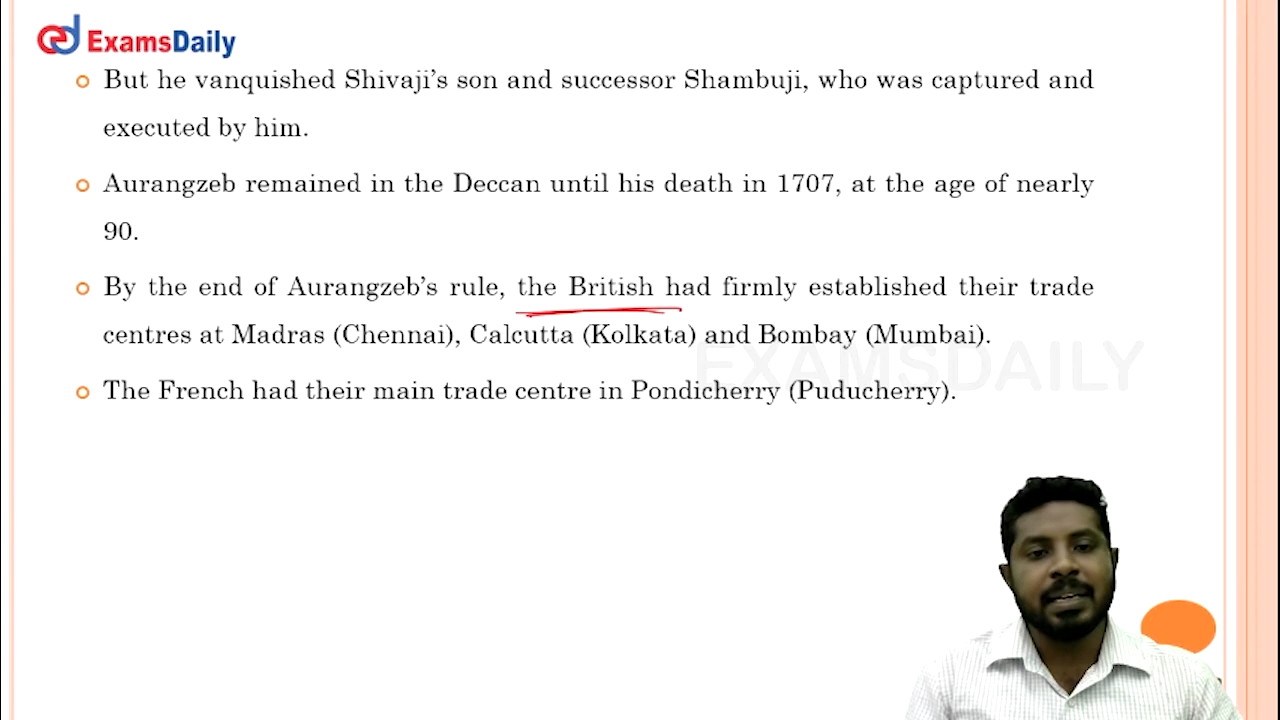 ExamsDaily
But he vanquished Shivaji's son and successor Shambuji, who was captured and
executed by him.
Aurangzeb remained in the Deccan until his death in 1707, at the age of nearly
90.
By the end of Aurangzeb's rule, the British had firmly established their trade
centres at Madras (Chennai), Calcutta (Kolkata) and Bombay (Mumbai).
EXAMSDAILY
The French had their main trade centre in Pondicherry (Puducherry).